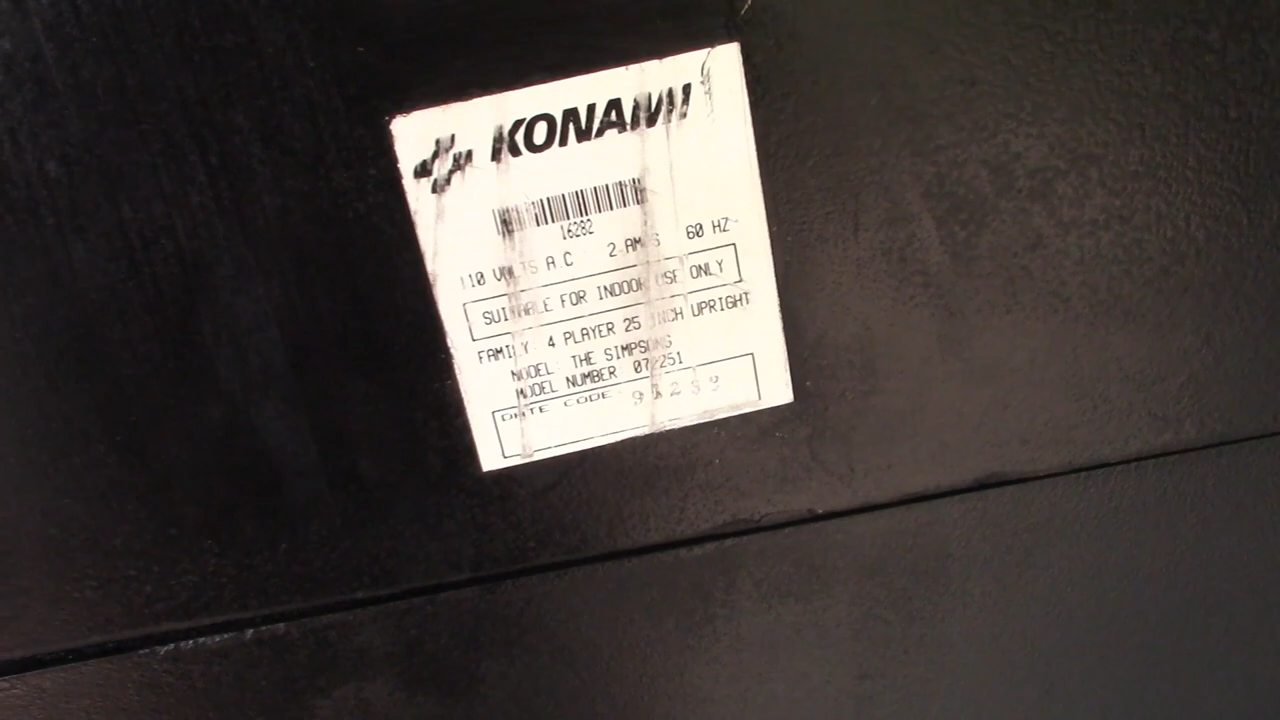 KONAMI
16282
110 VOLTS A.C 2 AMPS 60 HZ
SUITABLE FOR INDOOR USE ONLY
FAMILY: 4 PLAYER 25 INCH UPRIGHT
MODEL: THE SIMPSONS
MODEL NUMBER: 072251
DATE CODE: